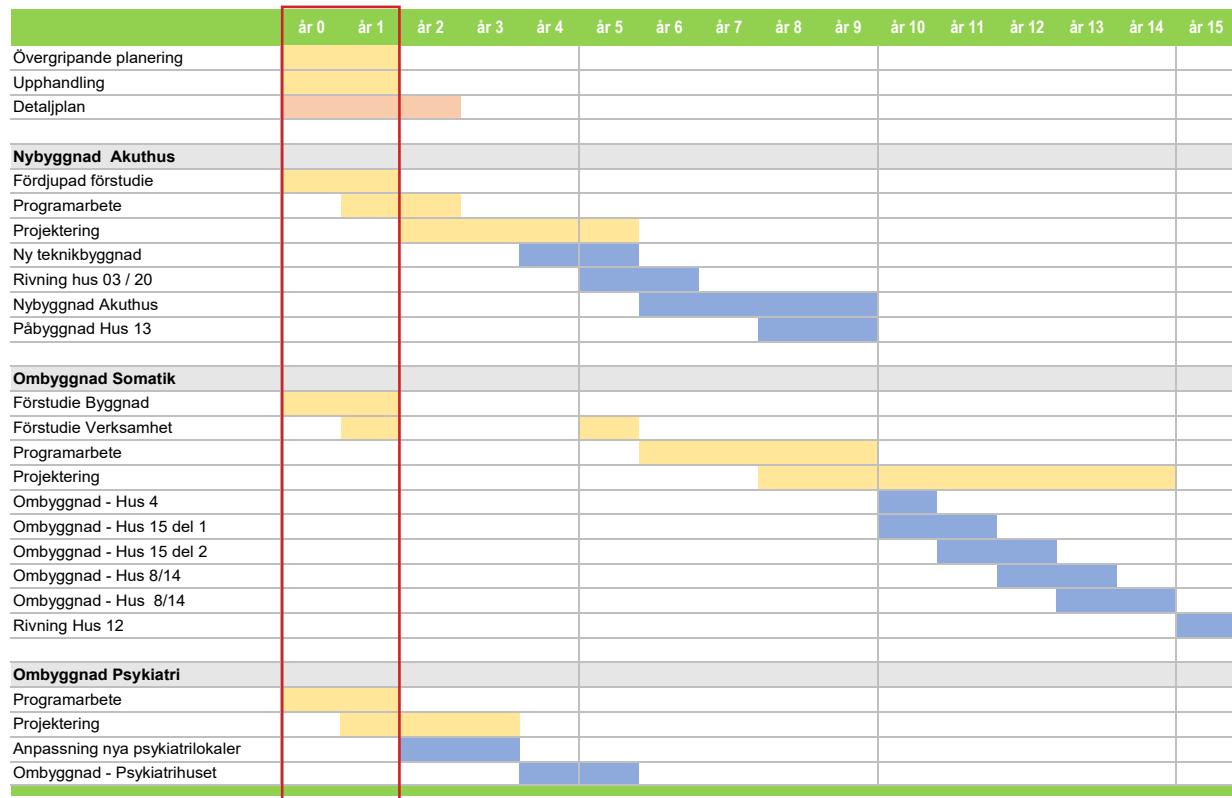 år 0 år 1 år 2 år 3 år 4 år 5 år 6 år 7 år 8 år 9 år 10 år 11 år 12 år 13 år 14 år 15
Övergripande planering
Upphandling
Detaljplan
Nybyggnad Akuthus
Fördjupad förstudie
Programarbete
Projektering
Ny teknikbyggnad
Rivning hus 03 / 20
Nybyggnad Akuthus
Påbyggnad Hus 13
Ombyggnad Somatik
Förstudie Byggnad
Förstudie Verksamhet
Programarbete
Projektering
Ombyggnad - Hus 4
Ombyggnad - Hus 15 del 1
Ombyggnad - Hus 15 del 2
Ombyggnad - Hus 8/14
Ombyggnad - Hus 8/14
Rivning Hus 12
Ombyggnad Psykiatri
Programarbete
Projektering
Anpassning nya psykiatrilokaler
Ombyggnad - Psykiatrihuset